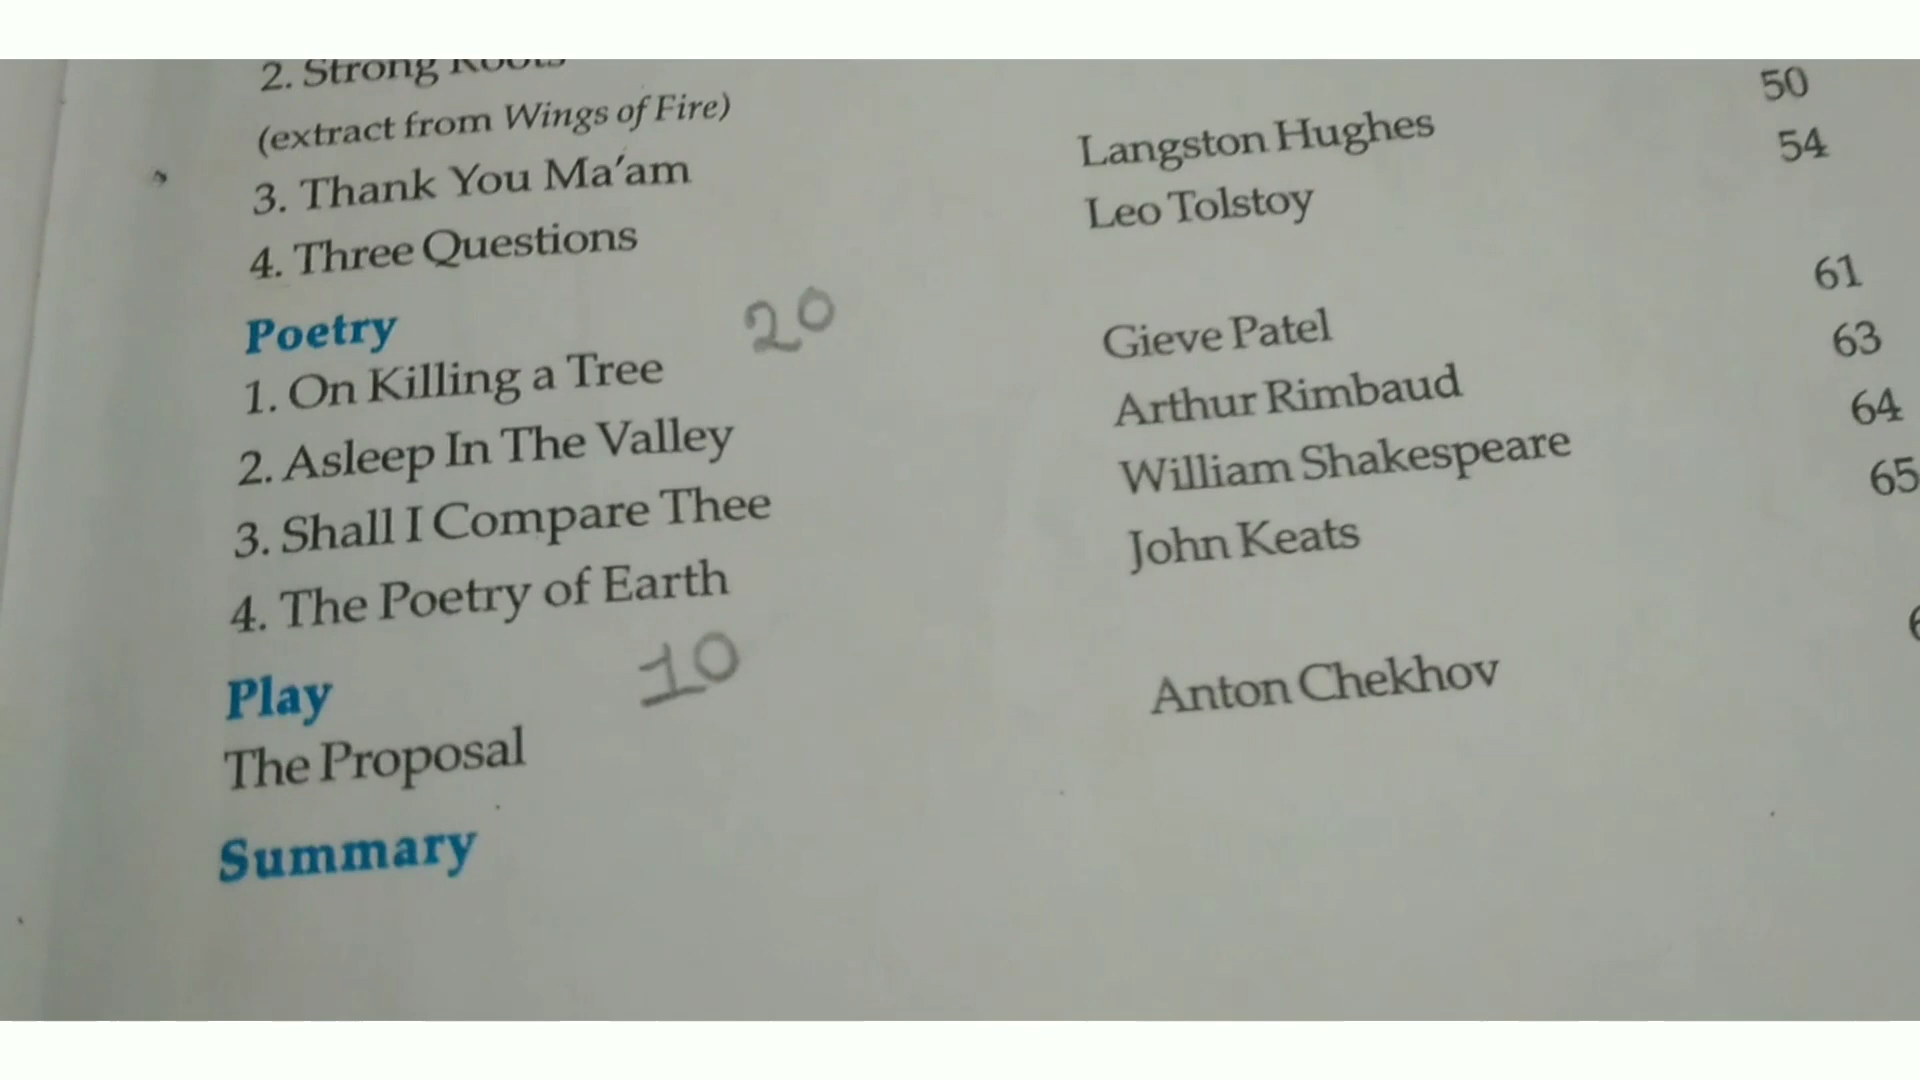 2. Strong Roots
(extract from Wings of Fire)
3. Thank You Ma'am Langston Hughes 50
4. Three Questions Leo Tolstoy 54
Poetry 20
1. On Killing a Tree Gieve Patel 61
2. Asleep In The Valley Arthur Rimbaud 63
3. Shall I Compare Thee William Shakespeare 64
4. The Poetry of Earth John Keats 65
Play 10
The Proposal Anton Chekhov
Summary